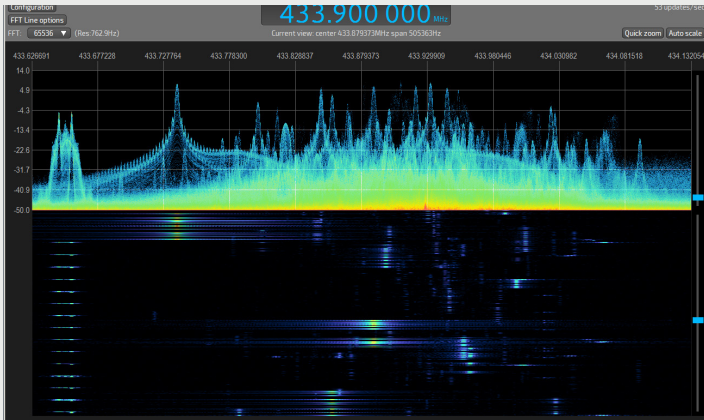 Configuration
433.900 000 MHz
53 updates/sec
FFT Line options
FFT: 65536 (Res:762.9Hz)
Current view: center 433.879373MHz span 505363Hz
Quick zoom
Auto scale
433.626691 433.677228 433.727764 433.778300 433.828837 433.879373 433.929909 433.980446 434.030982 434.081518 434.132054
14.0
4.9
-4.3
-13.4
-22.6
-31.7
-40.9
-50.0